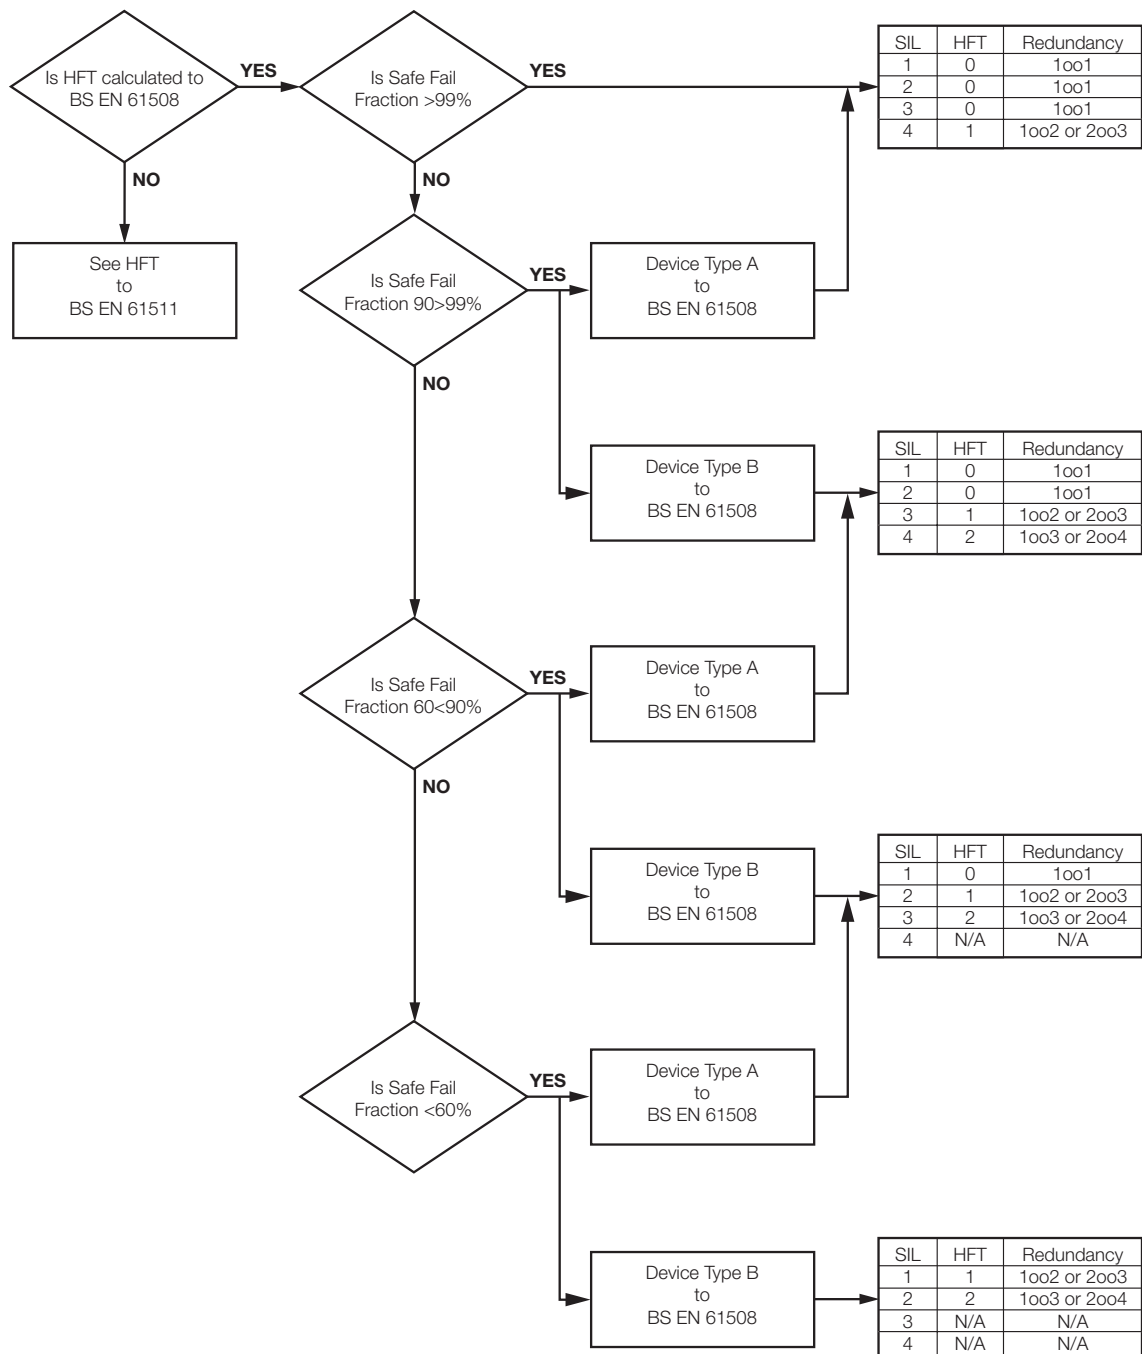 Is HFT calculated to
BS EN 61508
YES
Is Safe Fail
Fraction >99%
YES
SIL HFT Redundancy
1 0 1oo1
2 0 1oo1
3 0 1oo1
4 1 1oo2 or 2oo3
NO
NO
See HFT
to
BS EN 61511
Is Safe Fail
Fraction 90>99%
YES
Device Type A
to
BS EN 61508
NO
Device Type B
to
BS EN 61508
SIL HFT Redundancy
1 0 1oo1
2 0 1oo1
3 1 1oo2 or 2oo3
4 2 1oo3 or 2oo4
Is Safe Fail
Fraction 60<90%
YES
Device Type A
to
BS EN 61508
NO
Device Type B
to
BS EN 61508
SIL HFT Redundancy
1 0 1oo1
2 1 1oo2 or 2oo3
3 2 1oo3 or 2oo4
4 N/A N/A
Is Safe Fail
Fraction <60%
YES
Device Type A
to
BS EN 61508
Device Type B
to
BS EN 61508
SIL HFT Redundancy
1 1 1oo2 or 2oo3
2 2 1oo3 or 2oo4
3 N/A N/A
4 N/A N/A